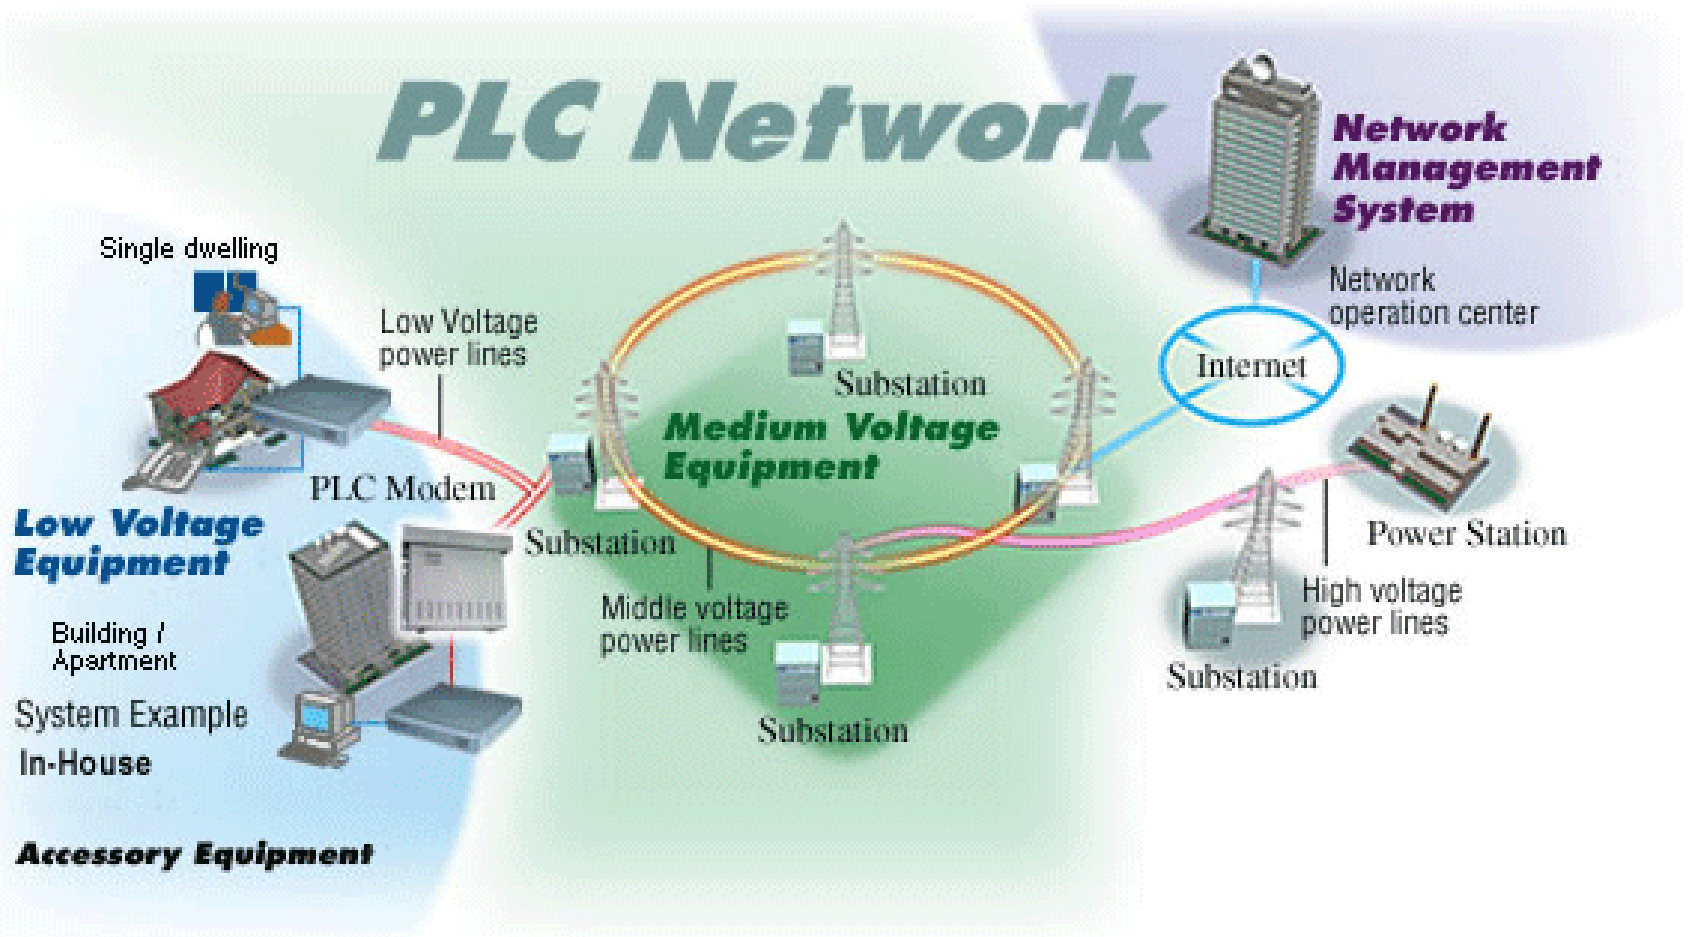 PLC Network
Network
Management
System
Single dwelling
Network
operation center
Low Voltage
power lines
Internet
Substation
Medium Voltage
Equipment
PLC Modem
Low Voltage
Equipment
Substation
Power Station
Middle voltage
power lines
High voltage
power lines
Building /
Apartment
Substation
System Example
Substation
In-House
Accessory Equipment